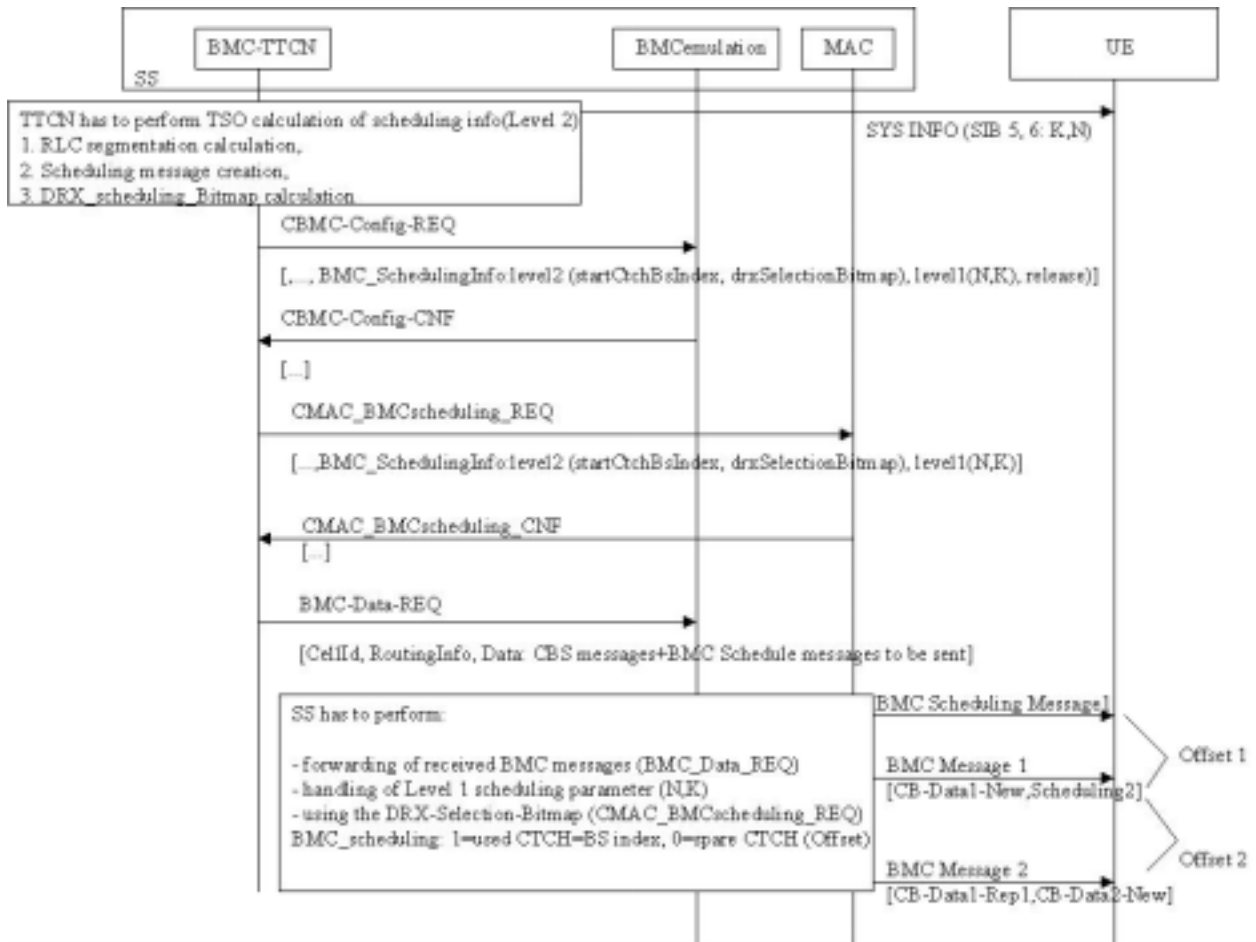 BMC-TTCN
BMCemulation
MAC
UE
SS
TTCN has to perform TSO calculation of scheduling info(Level 2)
1. RLC segmentation calculation,
2. Scheduling message creation,
3. DRX_scheduling_Bitmap calculation
SYS INFO (SIB 5, 6: K,N)
CBMC-Config-REQ
[,..., BMC_SchedulingInfo:level2 (startCtchBsIndex, drxSelectionBitmap), level1(N,K), release)]
CBMC-Config-CNF
[...]
CMAC_BMCscheduling_REQ
[...,BMC_SchedulingInfo:level2 (startCtchBsIndex, drxSelectionBitmap), level1(N,K)]
CMAC_BMCscheduling_CNF
[...]
BMC-Data-REQ
[CellId, RoutingInfo, Data: CBS messages+BMC Schedule messages to be sent]
SS has to perform:
- forwarding of received BMC messages (BMC_Data_REQ)
- handling of Level 1 scheduling parameter (N,K)
- using the DRX-Selection-Bitmap (CMAC_BMCscheduling_REQ)
BMC_scheduling: 1=used CTCH=BS index, 0=spare CTCH (Offset)
[BMC Scheduling Message]
Offset 1
BMC Message 1
[CB-Data1-New,Scheduling2]
Offset 2
BMC Message 2
[CB-Data1-Rep1,CB-Data2-New]